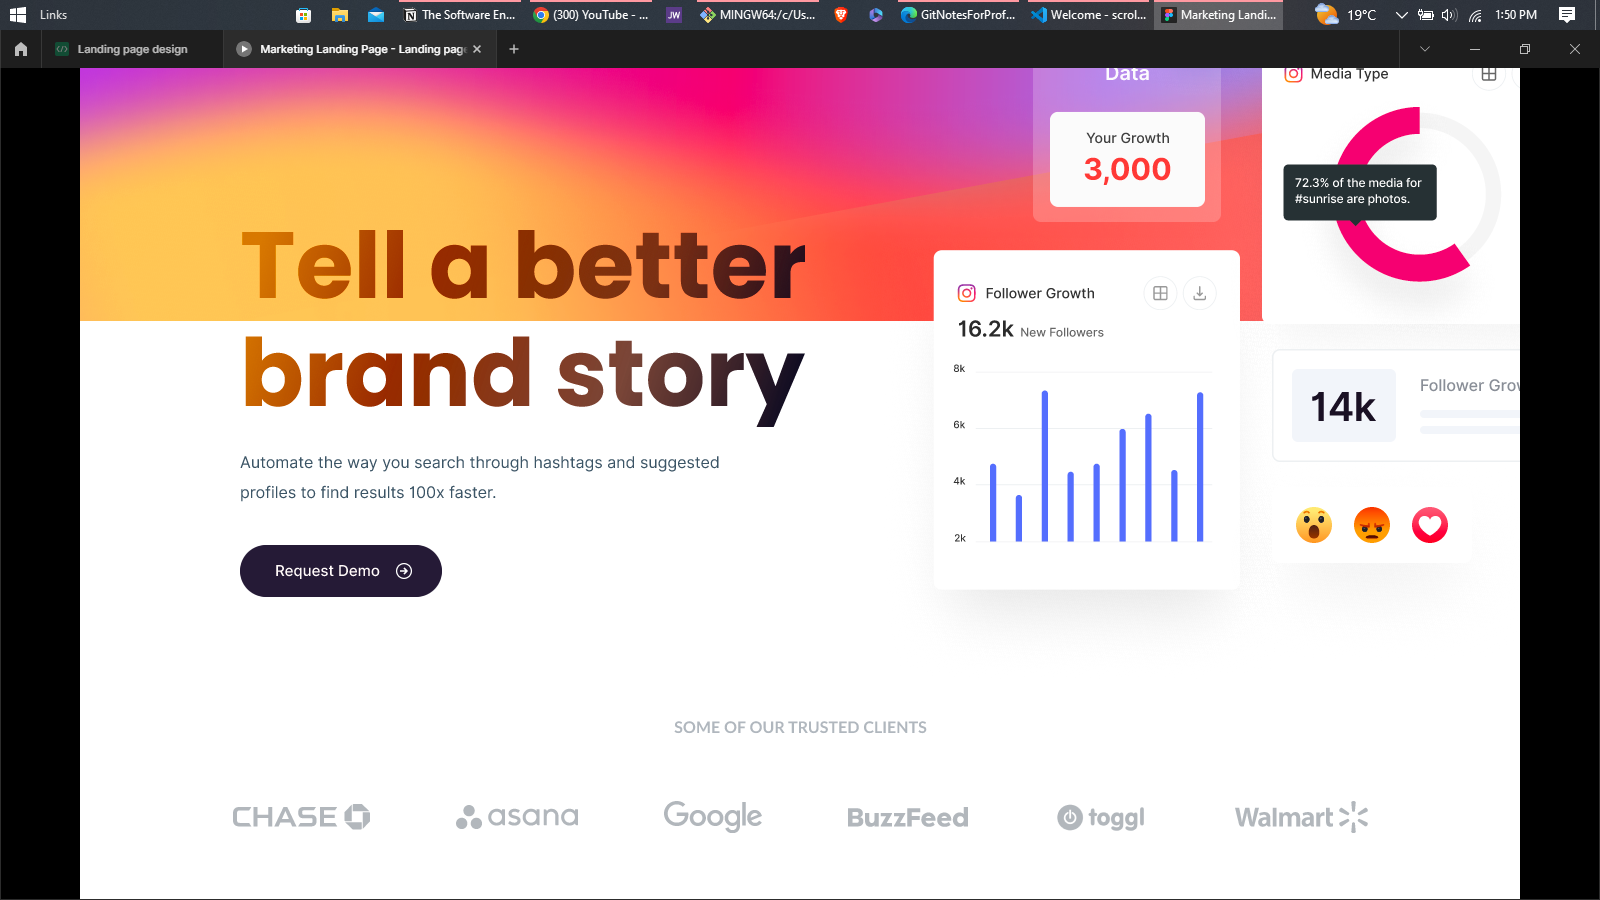 Links
The Software En...
(300) YouTube - ...
JW
MINGW64:/c/Us...
GitNotesForProf...
Welcome - scrol...
Marketing Landi...
19°C
1:50 PM
Landing page design
Marketing Landing Page - Landing page
Data
Your Growth
3,000
Media Type
72.3% of the media for
#sunrise are photos.
Tell a better
brand story
Automate the way you search through hashtags and suggested
profiles to find results 100x faster.
Request Demo
Follower Growth
16.2k New Followers
8k
6k
4k
2k
14k
Follower Grow
SOME OF OUR TRUSTED CLIENTS
CHASE
asana
Google
BuzzFeed
toggl
Walmart